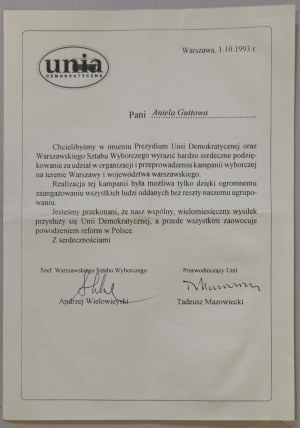 unia
DEMOKRATYCZNA
Warszawa, 1.10.1993 r.
Pani Aniela Guttowa
Chcielibyśmy w imieniu Prezydium Unii Demokratycznej oraz
Warszawskiego Sztabu Wyborczego wyrazić bardzo serdeczne podzię-
kowanie za udział w organizacji i przeprowadzeniu kampanii wyborczej
na terenie Warszawy i województwa warszawskiego.
Realizacja tej kampanii była możliwa tylko dzięki ogromnemu
zaangażowaniu wszystkich ludzi oddanych bez reszty naszemu ugrupo-
waniu.
Jesteśmy przekonani, że nasz wspólny, wielomiesięczny wysiłek
przysłuży się Unii Demokratycznej, a przede wszystkim zaowocuje
powodzeniem reform w Polsce.
Z serdecznościami
Szef Warszawskiego Sztabu Wyborczego
Przewodniczący Unii
Andrzej Wielowieyski
Tadeusz Mazowiecki